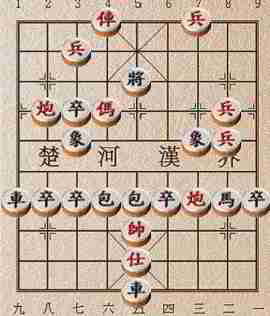 1 2 3 4 5 6 7 8 9
俥 兵
兵
將
炮 卒 傌 兵
象 象 兵
楚 河 漢 界
車 卒 卒 包 包 卒 炮 馬 卒
帥
仕
車
九 八 七 六 五 四 三 二 一